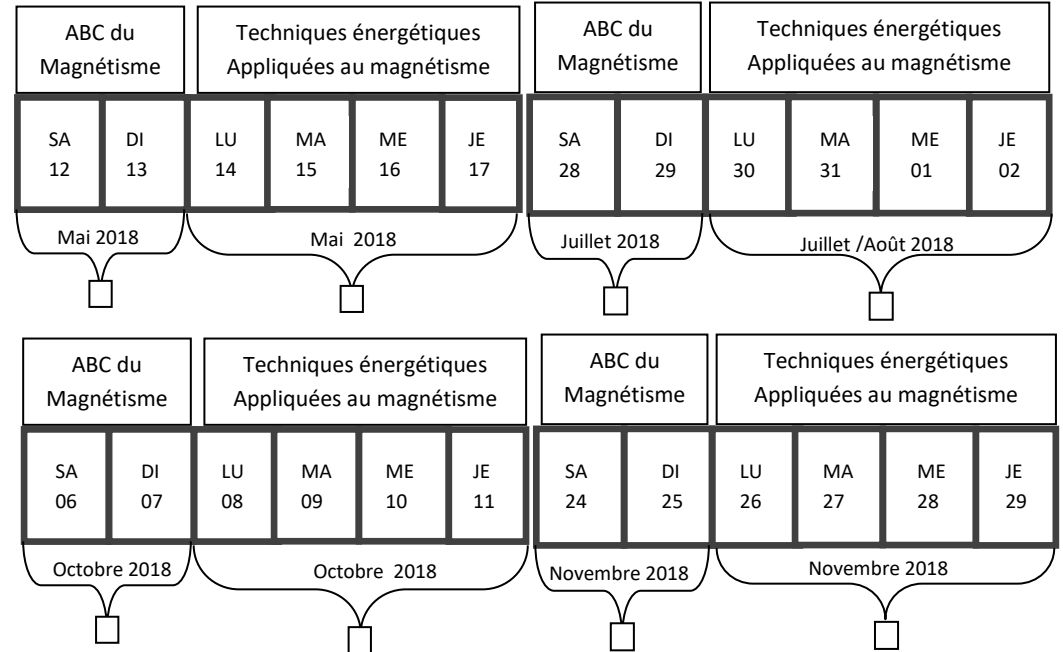 ABC du
Magnétisme
Techniques énergétiques
Appliquées au magnétisme
SA DI LU MA ME JE
12 13 14 15 16 17
Mai 2018
Mai 2018
ABC du
Magnétisme
Techniques énergétiques
Appliquées au magnétisme
SA DI LU MA ME JE
28 29 30 31 01 02
Juillet 2018
Juillet /Août 2018
ABC du
Magnétisme
Techniques énergétiques
Appliquées au magnétisme
SA DI LU MA ME JE
06 07 08 09 10 11
Octobre 2018
Octobre 2018
ABC du
Magnétisme
Techniques énergétiques
Appliquées au magnétisme
SA DI LU MA ME JE
24 25 26 27 28 29
Novembre 2018
Novembre 2018